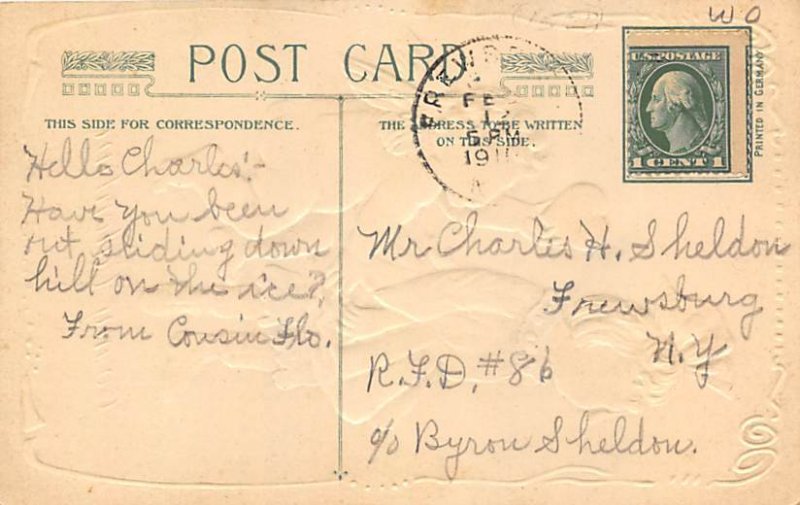 W O
POST CARD
THIS SIDE FOR CORRESPONDENCE.
THE ADDRESS TO BE WRITTEN
ON THIS SIDE.
FE
5 PM
U.S. POSTAGE
1 CENT 1
PRINTED IN GERMANY
Hello Charles:-
Have you been
out sliding down
hill on the ice?
From Cousin Flo.
Mr Charles H. Sheldon
Frewsburg
N.Y
R.F.D. #86
c/o Byron Sheldon.